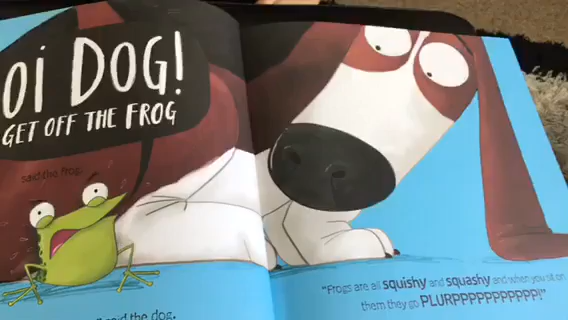 oi DOG!
GET OFF THE FROG
said the frog.
said the dog.
"Frogs are all squishy and squashy and when you sit on
them they go PLURPPPPPPPPPPP!"